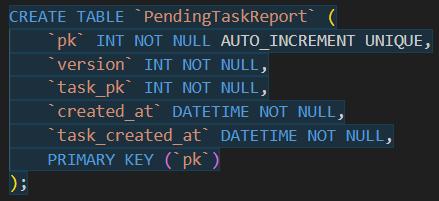 CREATE TABLE `PendingTaskReport` (
    `pk` INT NOT NULL AUTO_INCREMENT UNIQUE,
    `version` INT NOT NULL,
    `task_pk` INT NOT NULL,
    `created_at` DATETIME NOT NULL,
    `task_created_at` DATETIME NOT NULL,
    PRIMARY KEY (`pk`)
);